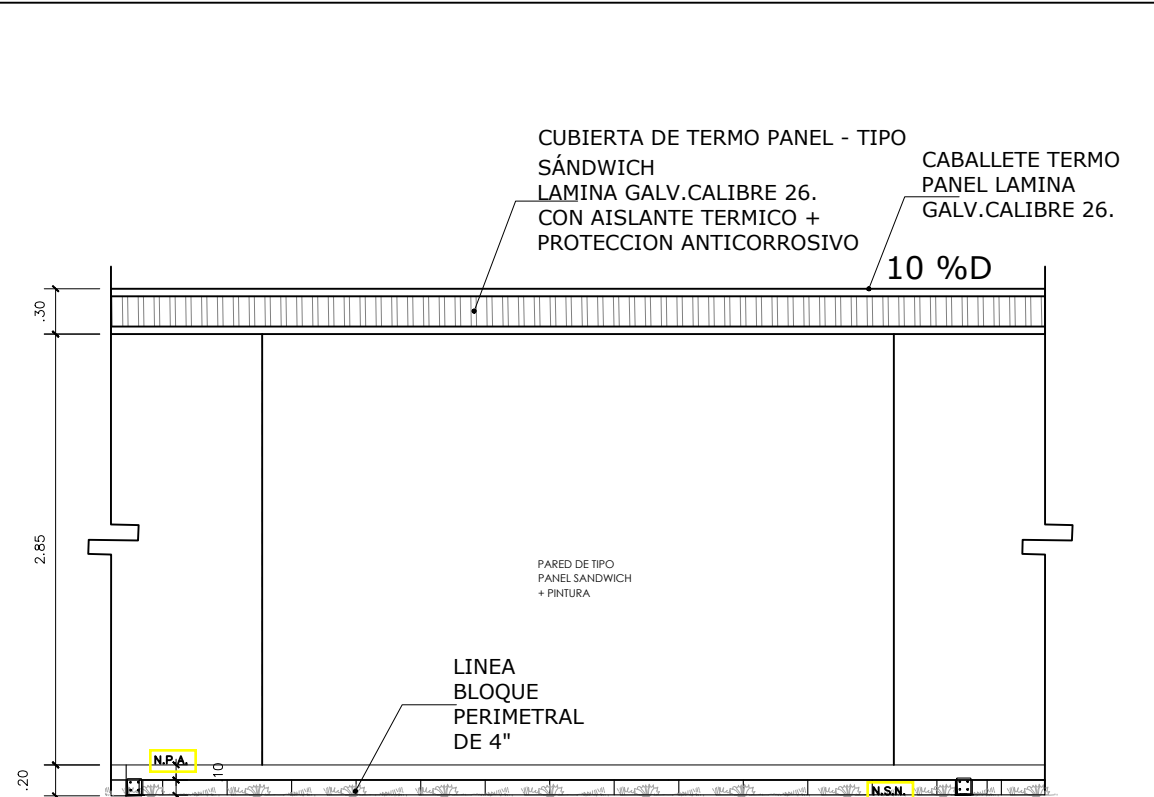 CUBIERTA DE TERMO PANEL - TIPO
SÁNDWICH
LAMINA GALV.CALIBRE 26.
CON AISLANTE TERMICO +
PROTECCION ANTICORROSIVO
CABALLETE TERMO
PANEL LAMINA
GALV.CALIBRE 26.
10 %D
.30
2.85
PARED DE TIPO
PANEL SANDWICH
+ PINTURA
LINEA
BLOQUE
PERIMETRAL
DE 4"
N.P.A.
10
.20
N.S.N.